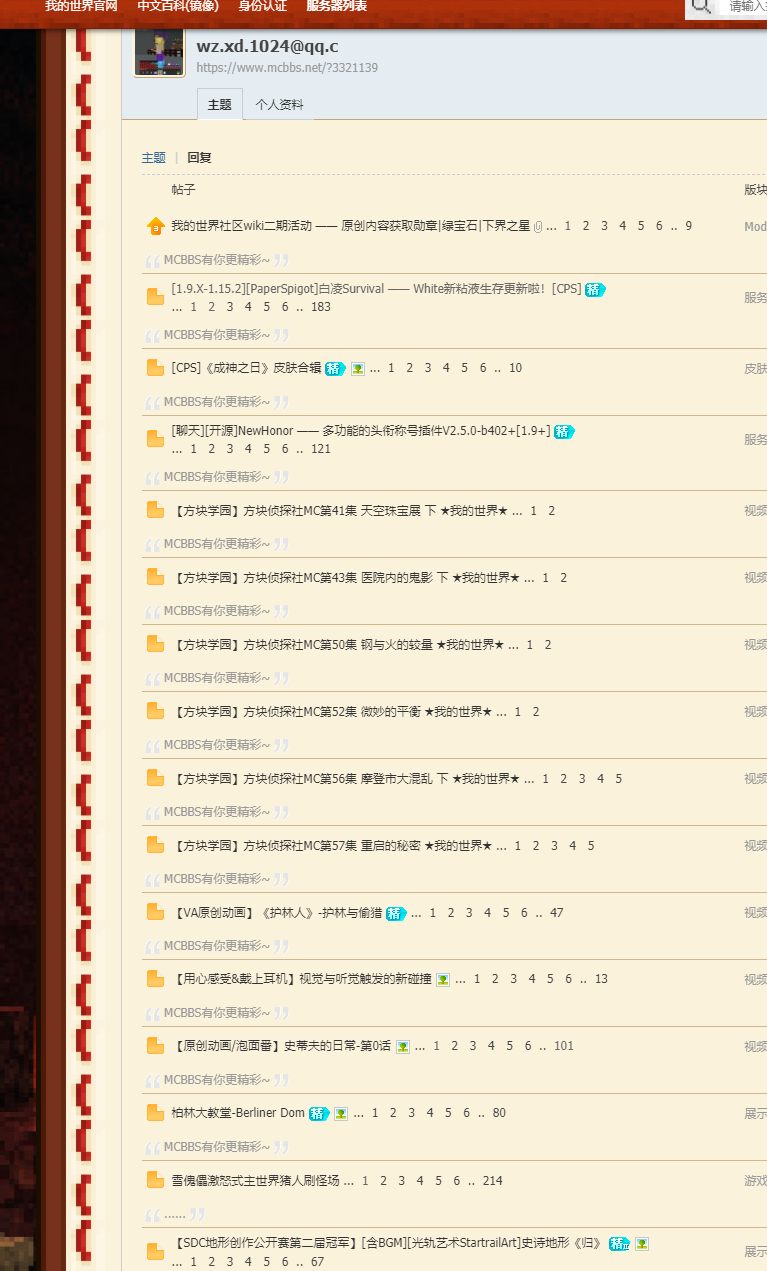 我的世界官网 中文百科(镜像) 身份认证 服务器列表
请输入
wz.xd.1024@qq.c
https://www.mcbbs.net/?3321139
主题 个人资料
主题 | 回复
帖子 版块
我的世界社区wiki二期活动 —— 原创内容获取勋章|绿宝石|下界之星 ... 1 2 3 4 5 6 .. 9 Mod
MCBBS有你更精彩~
[1.9.X-1.15.2][PaperSpigot]白凌Survival —— White新粘液生存更新啦！[CPS] 精 服务
... 1 2 3 4 5 6 .. 183
MCBBS有你更精彩~
[CPS]《成神之日》皮肤合辑 精 ... 1 2 3 4 5 6 .. 10 皮肤
MCBBS有你更精彩~
[聊天][开源]NewHonor —— 多功能的头衔称号插件V2.5.0-b402+[1.9+] 精 服务
... 1 2 3 4 5 6 .. 121
MCBBS有你更精彩~
【方块学园】方块侦探社MC第41集 天空珠宝展 下 ★我的世界★ ... 1 2 视频
MCBBS有你更精彩~
【方块学园】方块侦探社MC第43集 医院内的鬼影 下 ★我的世界★ ... 1 2 视频
MCBBS有你更精彩~
【方块学园】方块侦探社MC第50集 钢与火的较量 ★我的世界★ ... 1 2 视频
MCBBS有你更精彩~
【方块学园】方块侦探社MC第52集 微妙的平衡 ★我的世界★ ... 1 2 视频
MCBBS有你更精彩~
【方块学园】方块侦探社MC第56集 摩登市大混乱 下 ★我的世界★ ... 1 2 3 4 5 视频
MCBBS有你更精彩~
【方块学园】方块侦探社MC第57集 重启的秘密 ★我的世界★ ... 1 2 3 4 5 视频
MCBBS有你更精彩~
【VA原创动画】《护林人》-护林与偷猎 精 ... 1 2 3 4 5 6 .. 47 视频
MCBBS有你更精彩~
【用心感受&戴上耳机】视觉与听觉触发的新碰撞 ... 1 2 3 4 5 6 .. 13 视频
MCBBS有你更精彩~
【原创动画/泡面番】史蒂夫的日常-第0话 ... 1 2 3 4 5 6 .. 101 视频
MCBBS有你更精彩~
柏林大教堂-Berliner Dom 精 ... 1 2 3 4 5 6 .. 80 展示
MCBBS有你更精彩~
雪傀儡激怒式主世界猪人刷怪场 ... 1 2 3 4 5 6 .. 214 游戏
......
【SDC地形创作公开赛第二届冠军】[含BGM][光轨艺术StartrailArt]史诗地形《归》 精 展示
... 1 2 3 4 5 6 .. 67